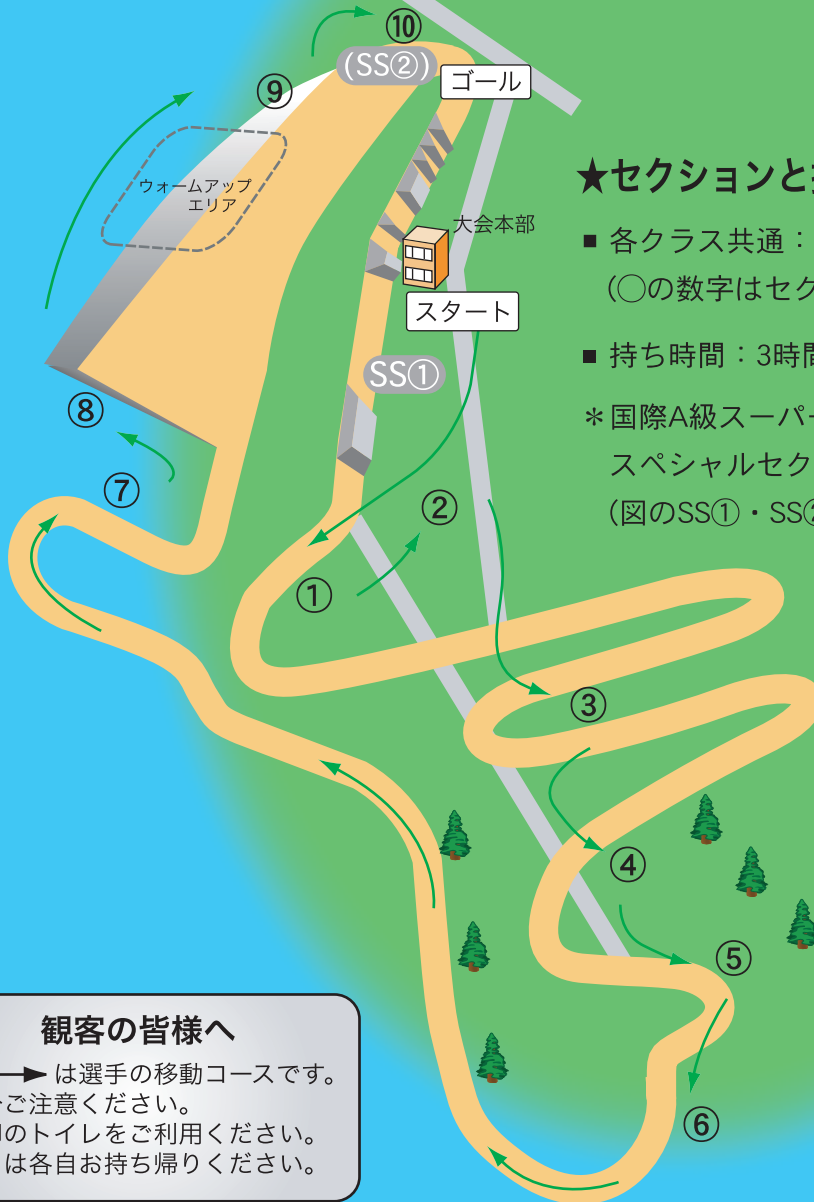 ⑩
(SS②)
ゴール
⑨
ウォームアップ
エリア
★セクションと
大会本部
■ 各クラス共通：
(○の数字はセク
スタート
■ 持ち時間：3時間
SS①
⑧
＊国際A級スーパー
スペシャルセク
(図のSS①・SS②
⑦
②
①
③
④
⑤
⑥
観客の皆様へ
は選手の移動コースです。
ご注意ください。
のトイレをご利用ください。
は各自お持ち帰りください。